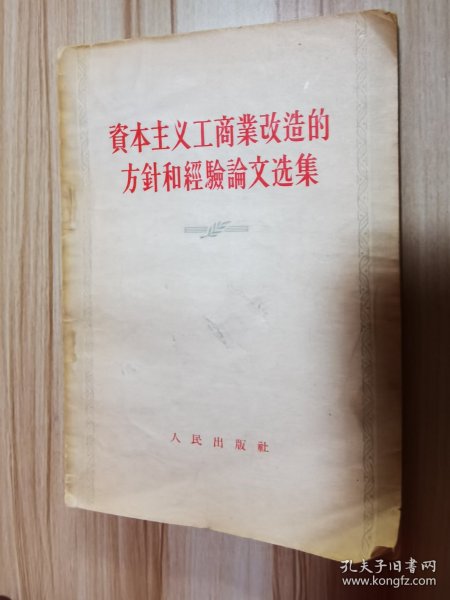 資本主义工商業改造的
方針和經驗論文选集
人民出版社
孔夫子旧书网
www.kongfz.com